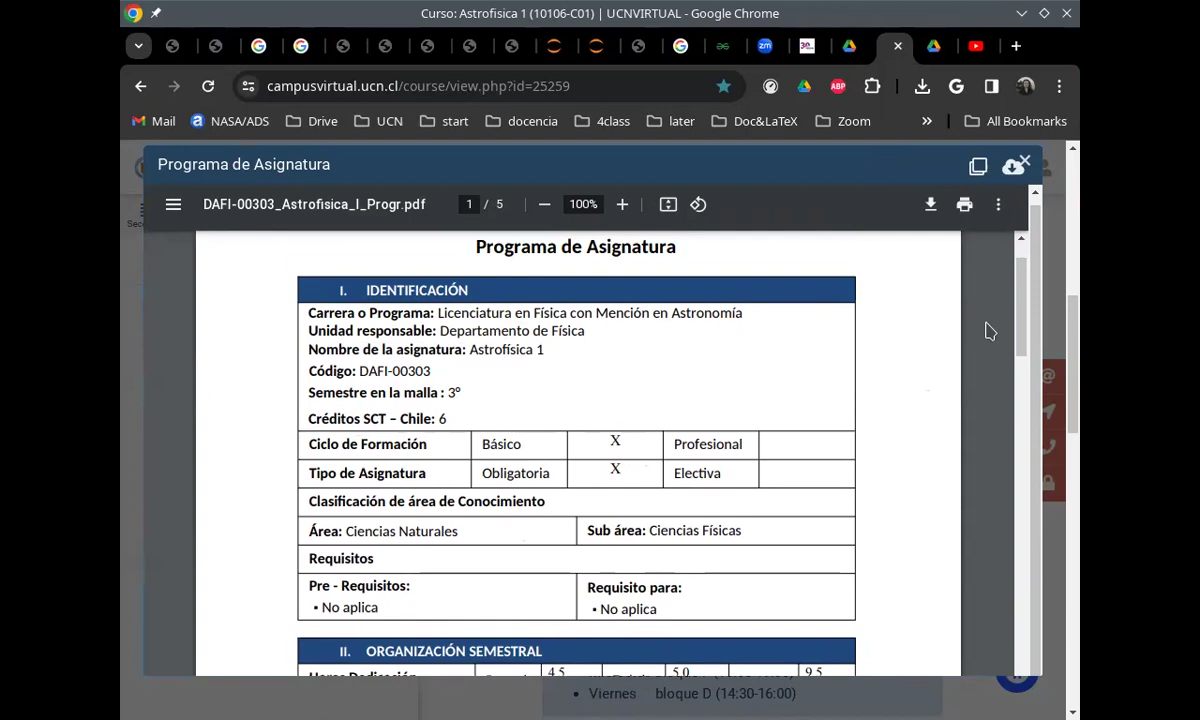 Curso: Astrofisica 1 (10106-C01) | UCNVIRTUAL - Google Chrome
campusvirtual.ucn.cl/course/view.php?id=25259
Mail NASA/ADS Drive UCN start docencia 4class later Doc&LaTeX Zoom » All Bookmarks
Programa de Asignatura
DAFI-00303_Astrofisica_I_Progr.pdf 1 / 5 100%
Programa de Asignatura
I. IDENTIFICACIÓN
Carrera o Programa: Licenciatura en Física con Mención en Astronomía
Unidad responsable: Departamento de Física
Nombre de la asignatura: Astrofísica 1
Código: DAFI-00303
Semestre en la malla : 3°
Créditos SCT – Chile: 6
Ciclo de Formación Básico X Profesional
Tipo de Asignatura Obligatoria X Electiva
Clasificación de área de Conocimiento
Área: Ciencias Naturales Sub área: Ciencias Físicas
Requisitos
Pre - Requisitos: Requisito para:
▪ No aplica ▪ No aplica
II. ORGANIZACIÓN SEMESTRAL
4,5 5,0 9,5
Viernes bloque D (14:30-16:00)